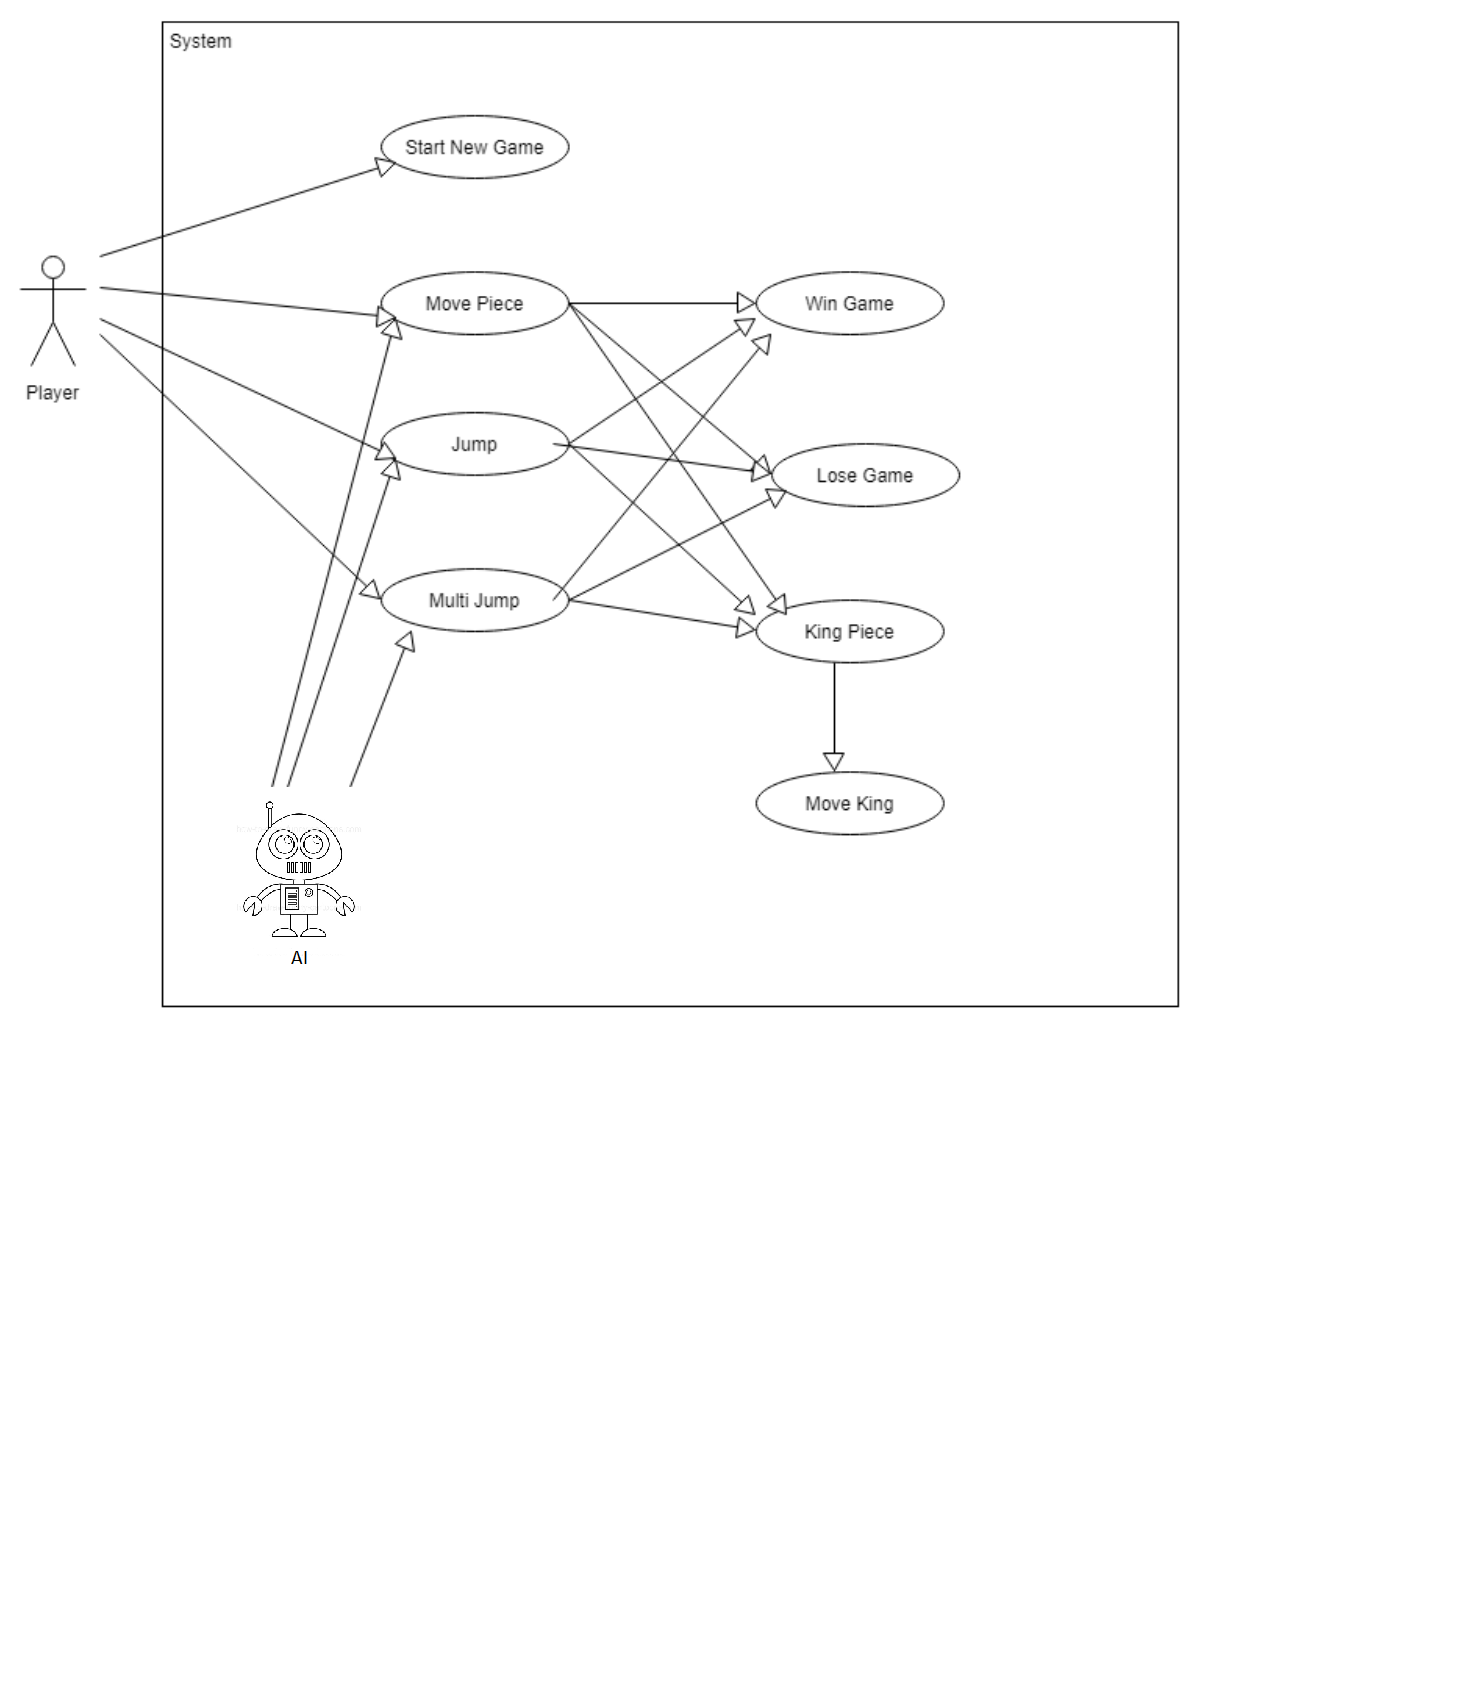 System
Start New Game
Player
Move Piece
Win Game
Jump
Lose Game
Multi Jump
King Piece
Move King
AI